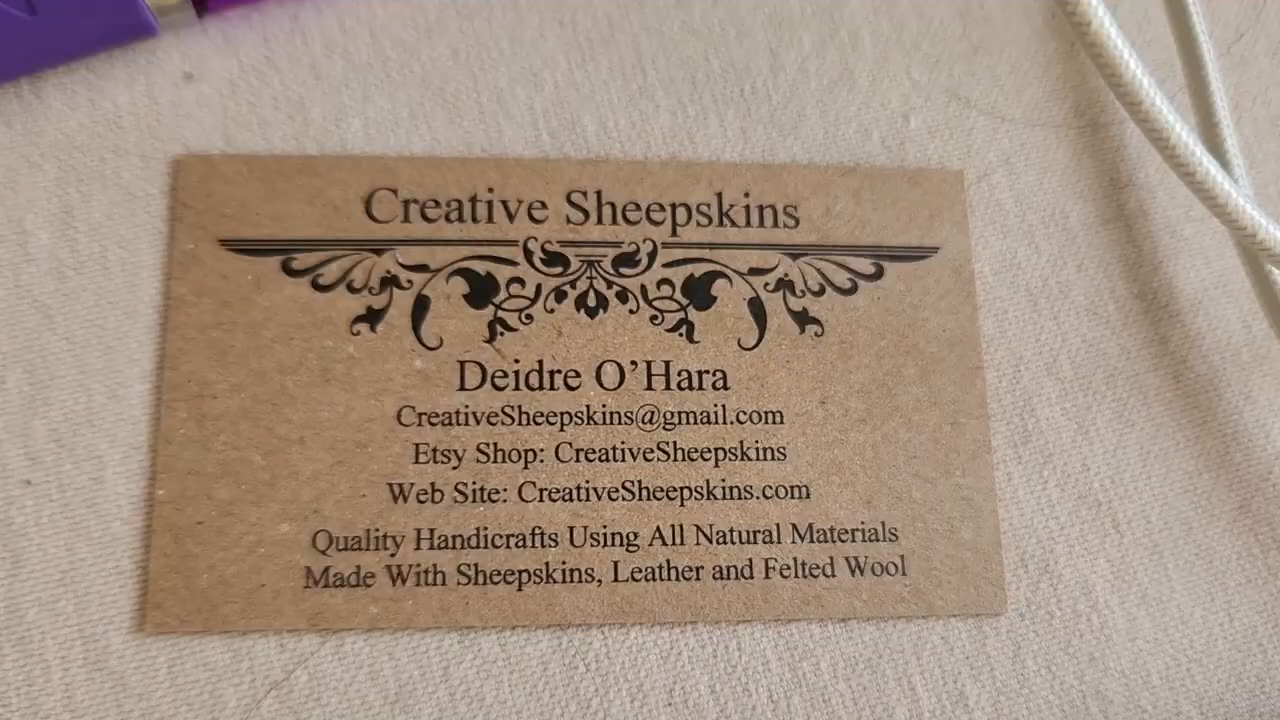 Creative Sheepskins
Deidre O'Hara
CreativeSheepskins@gmail.com
Etsy Shop: CreativeSheepskins
Web Site: CreativeSheepskins.com
Quality Handicrafts Using All Natural Materials
Made With Sheepskins, Leather and Felted Wool